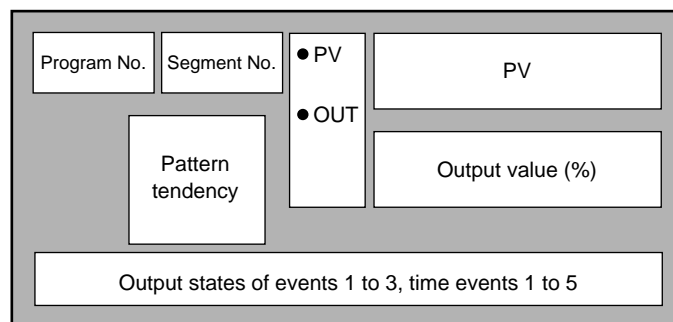 Program No.
Segment No.
● PV
● OUT
PV
Output value (%)
Pattern
tendency
Output states of events 1 to 3, time events 1 to 5